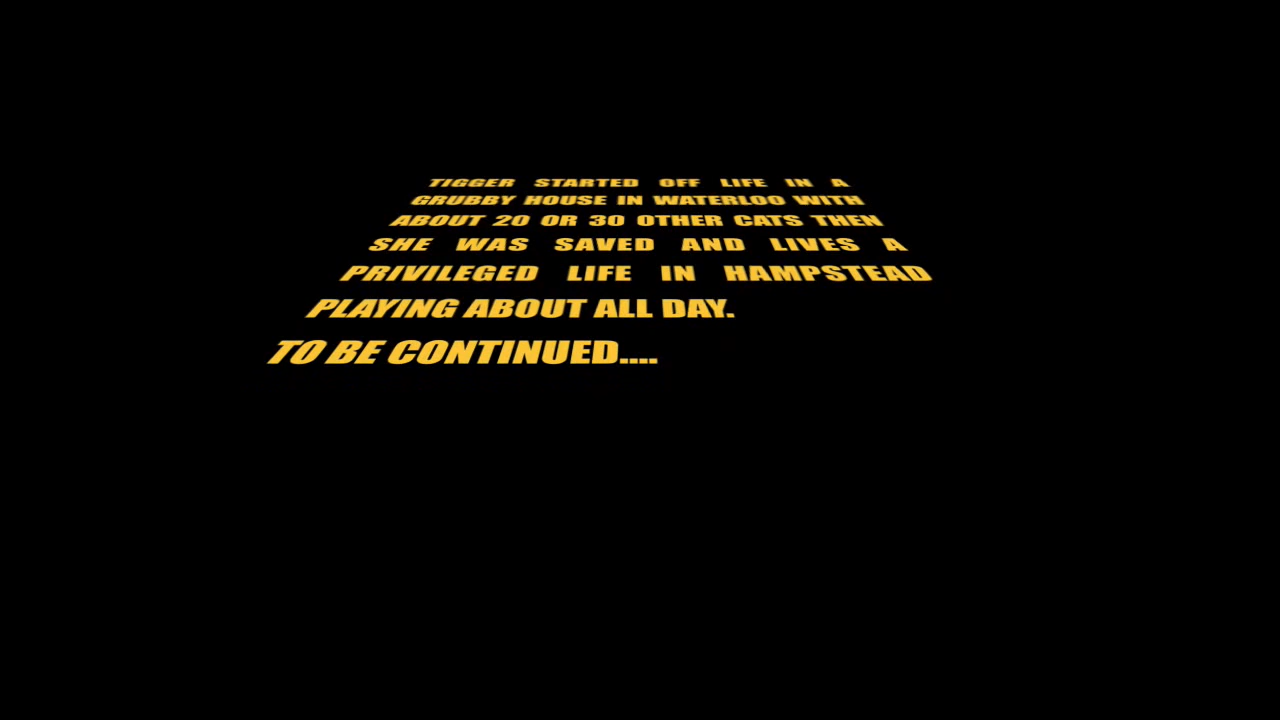 TIGGER STARTED OFF LIFE IN A
GRUBBY HOUSE IN WATERLOO WITH
ABOUT 20 OR 30 OTHER CATS THEN
SHE WAS SAVED AND LIVES A
PRIVILEGED LIFE IN HAMPSTEAD
PLAYING ABOUT ALL DAY.
TO BE CONTINUED....